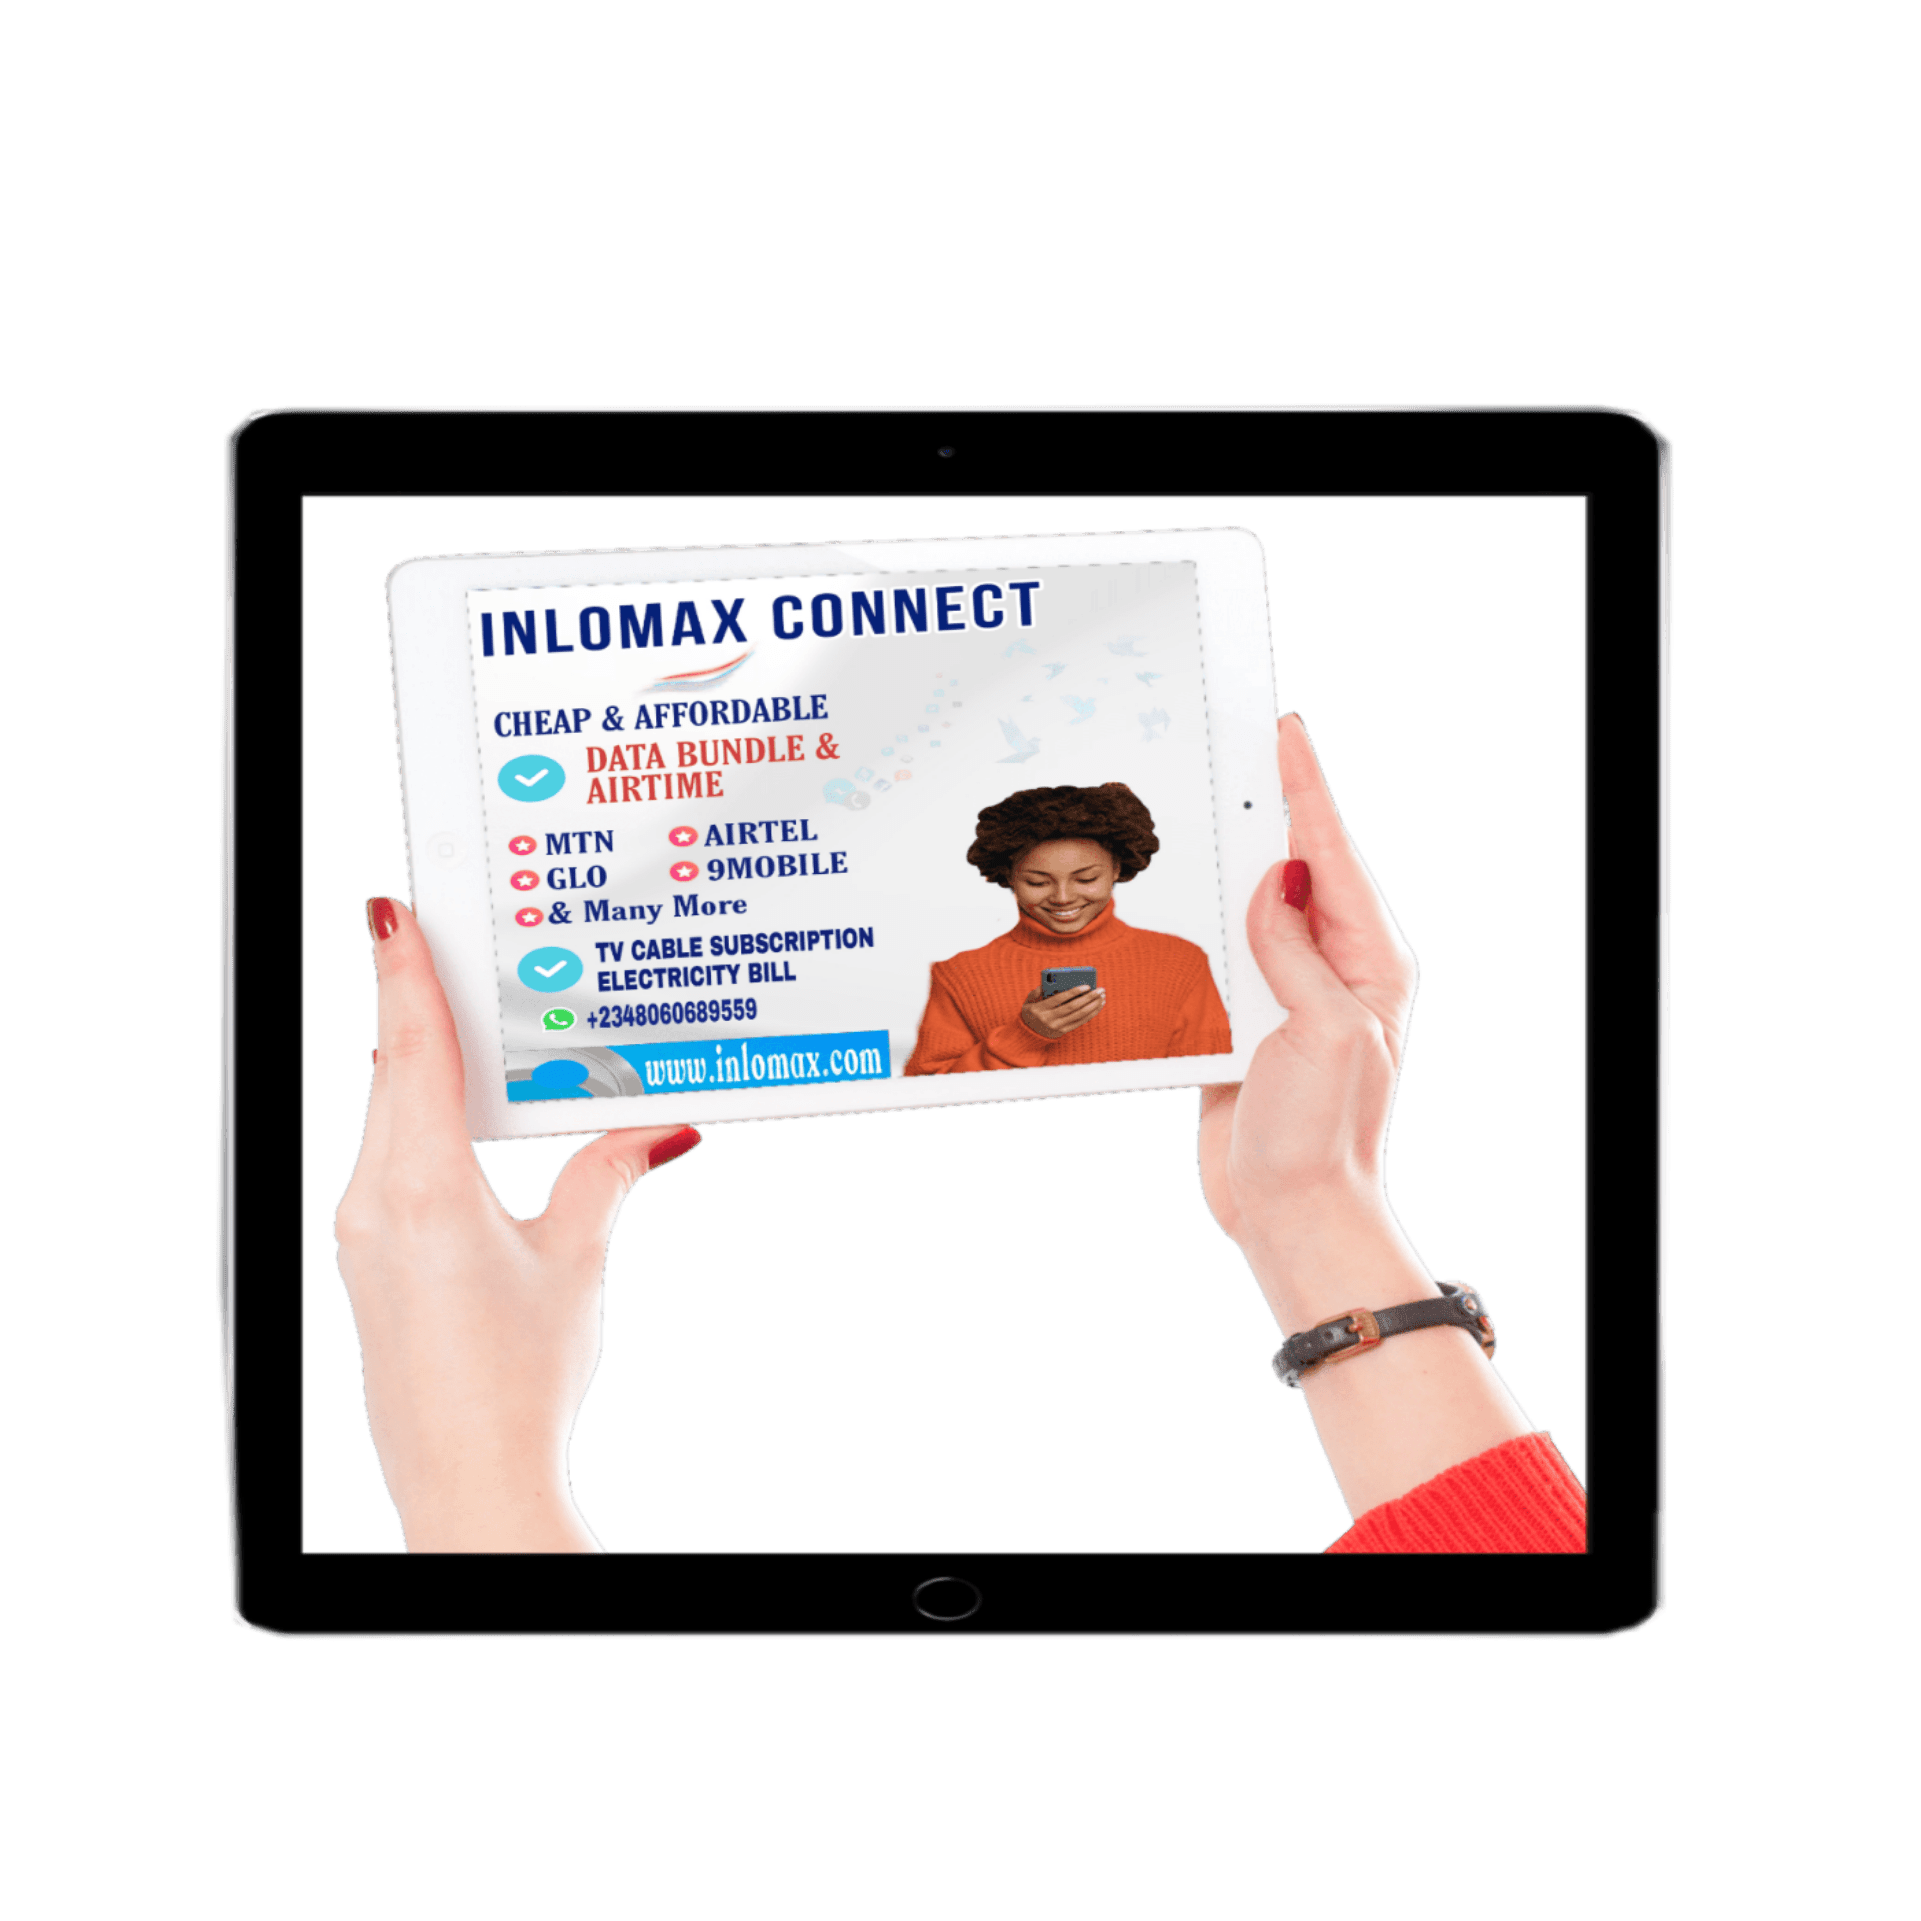 INLOMAX CONNECT
CHEAP & AFFORDABLE
DATA BUNDLE &
AIRTIME
MTN
AIRTEL
GLO
9MOBILE
& Many More
TV CABLE SUBSCRIPTION
ELECTRICITY BILL
+2348060689559
www.inlomax.com